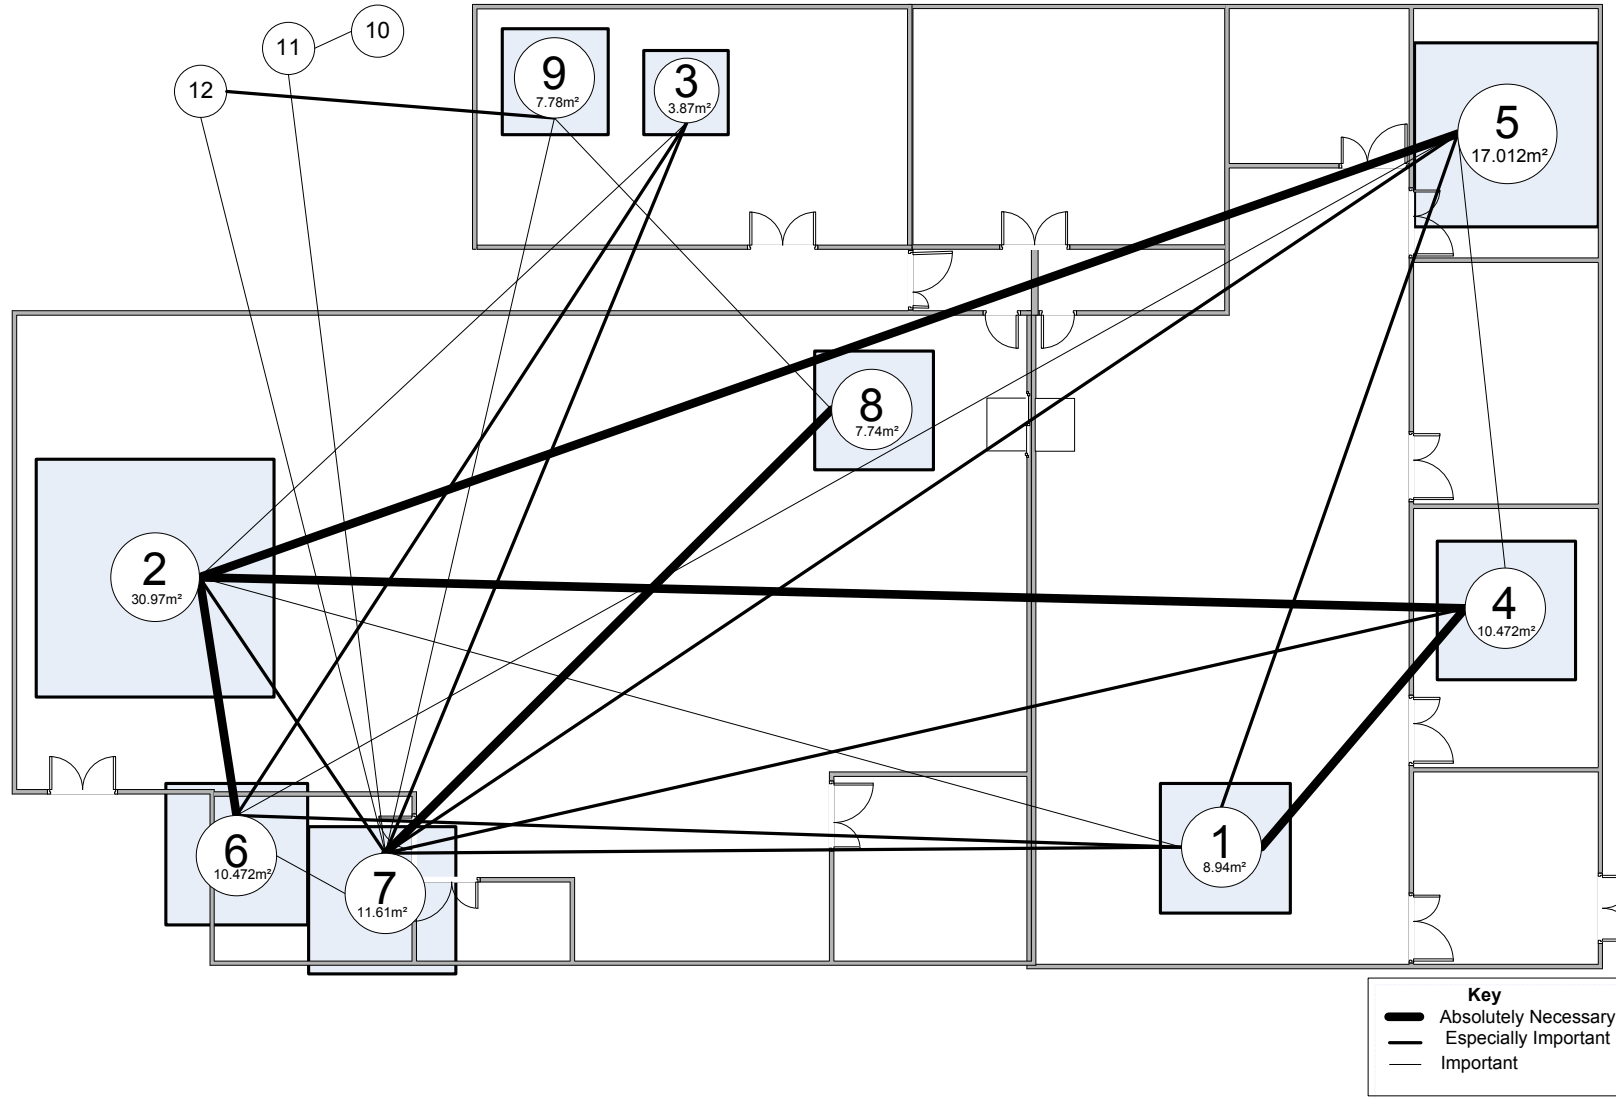 10
11
12
9
7.78m²
3
3.87m²
5
17.012m²
8
7.74m²
2
30.97m²
4
10.472m²
1
8.94m²
6
10.472m²
7
11.61m²
Key
Absolutely Necessary
Especially Important
Important